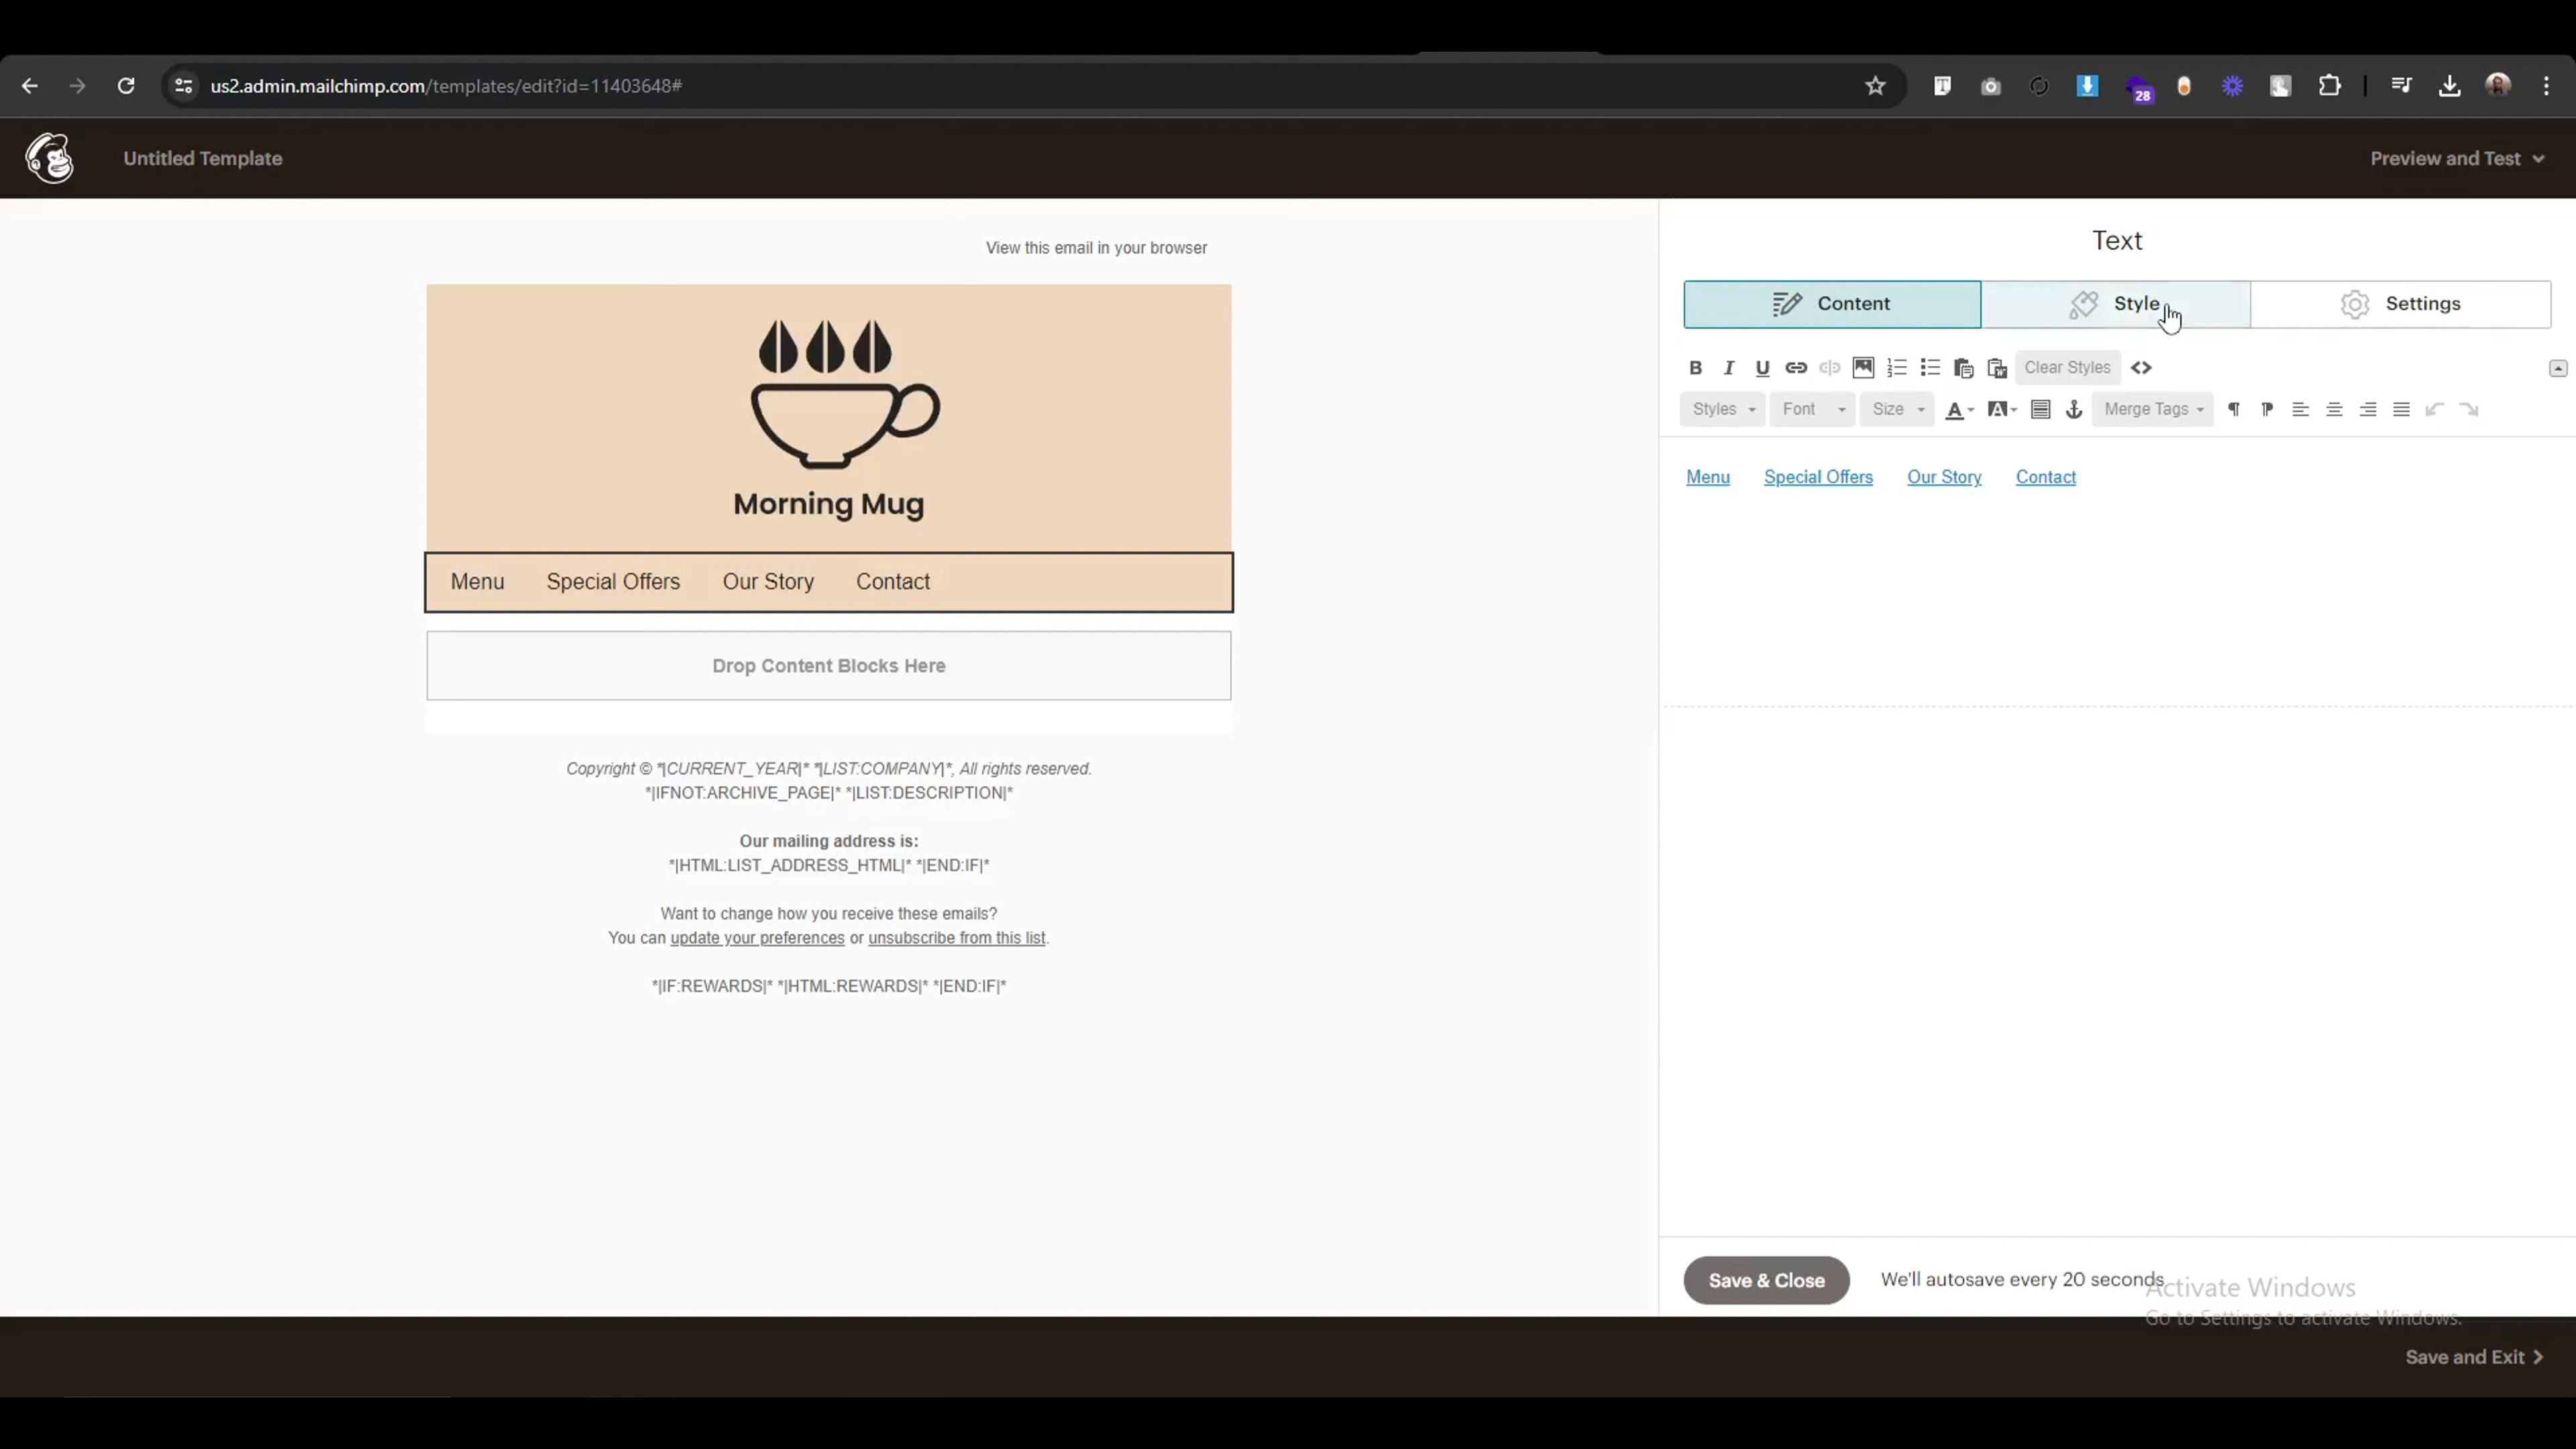 us2.admin.mailchimp.com/templates/edit?id=11403648#
28
Untitled Template
Preview and Test
View this email in your browser
Morning Mug
Menu Special Offers Our Story Contact
Drop Content Blocks Here
Copyright © *|CURRENT_YEAR|* *|LIST:COMPANY|*, All rights reserved.
*|IFNOT:ARCHIVE_PAGE|* *|LIST:DESCRIPTION|*
Our mailing address is:
*|HTML:LIST_ADDRESS_HTML|* *|END:IF|*
Want to change how you receive these emails?
You can update your preferences or unsubscribe from this list.
*|IF:REWARDS|* *|HTML:REWARDS|* *|END:IF|*
Text
Content Style Settings
B I U Clear Styles <>
Styles Font Size A A Merge Tags
Menu Special Offers Our Story Contact
Save & Close We'll autosave every 20 seconds
Activate Windows
Go to Settings to activate Windows.
Save and Exit